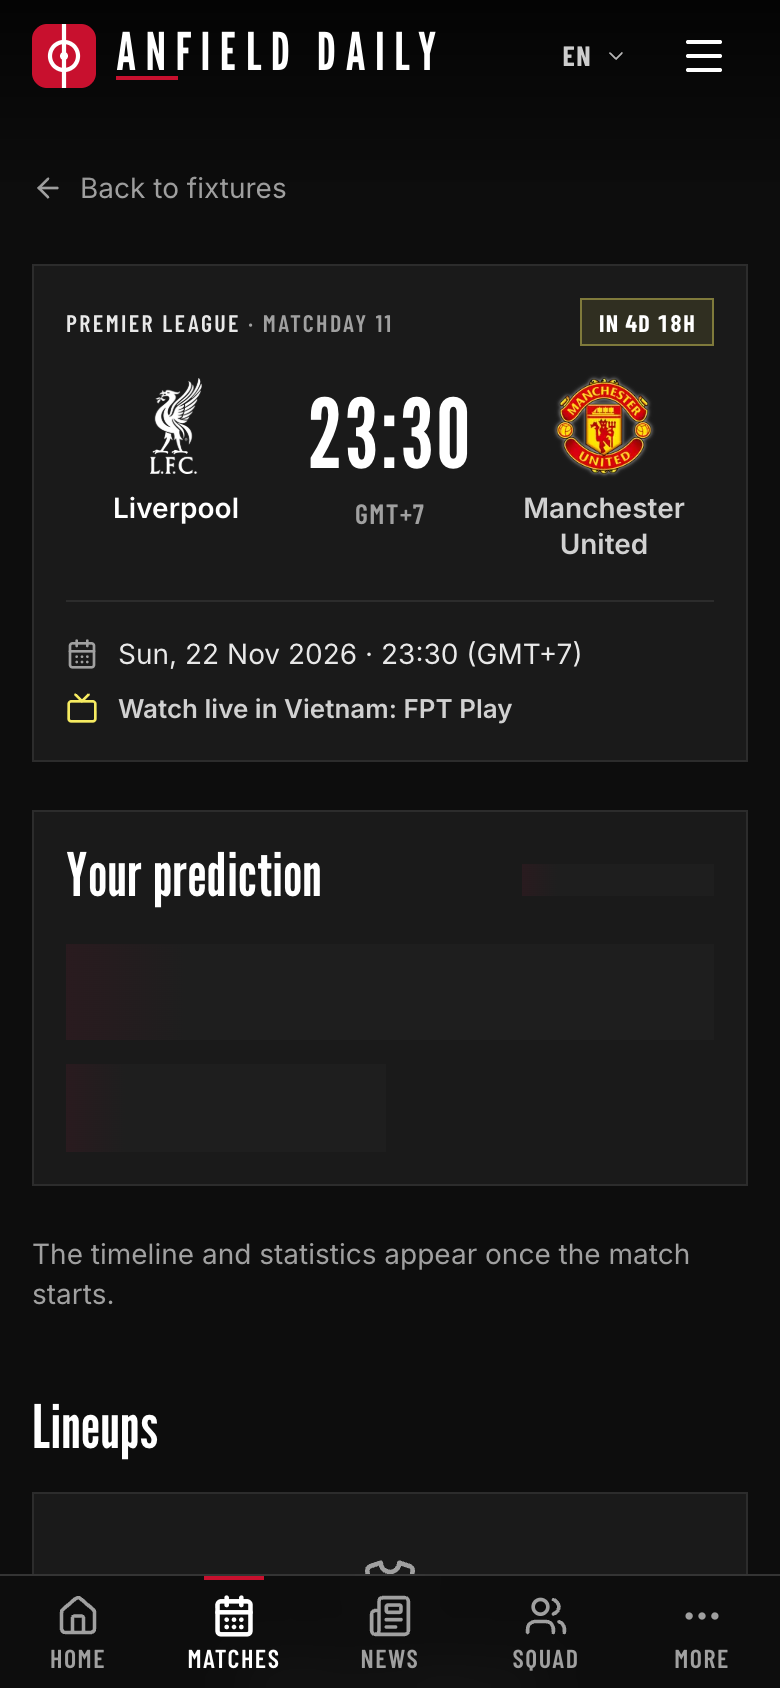 ANFIELD DAILY
EN
Back to fixtures
PREMIER LEAGUE · MATCHDAY 11
IN 4D 18H
L.F.C.
Liverpool
23:30
GMT+7
MANCHESTER
UNITED
Manchester
United
Sun, 22 Nov 2026 · 23:30 (GMT+7)
Watch live in Vietnam: FPT Play
Your prediction
The timeline and statistics appear once the match
starts.
Lineups
HOME
MATCHES
NEWS
SQUAD
MORE